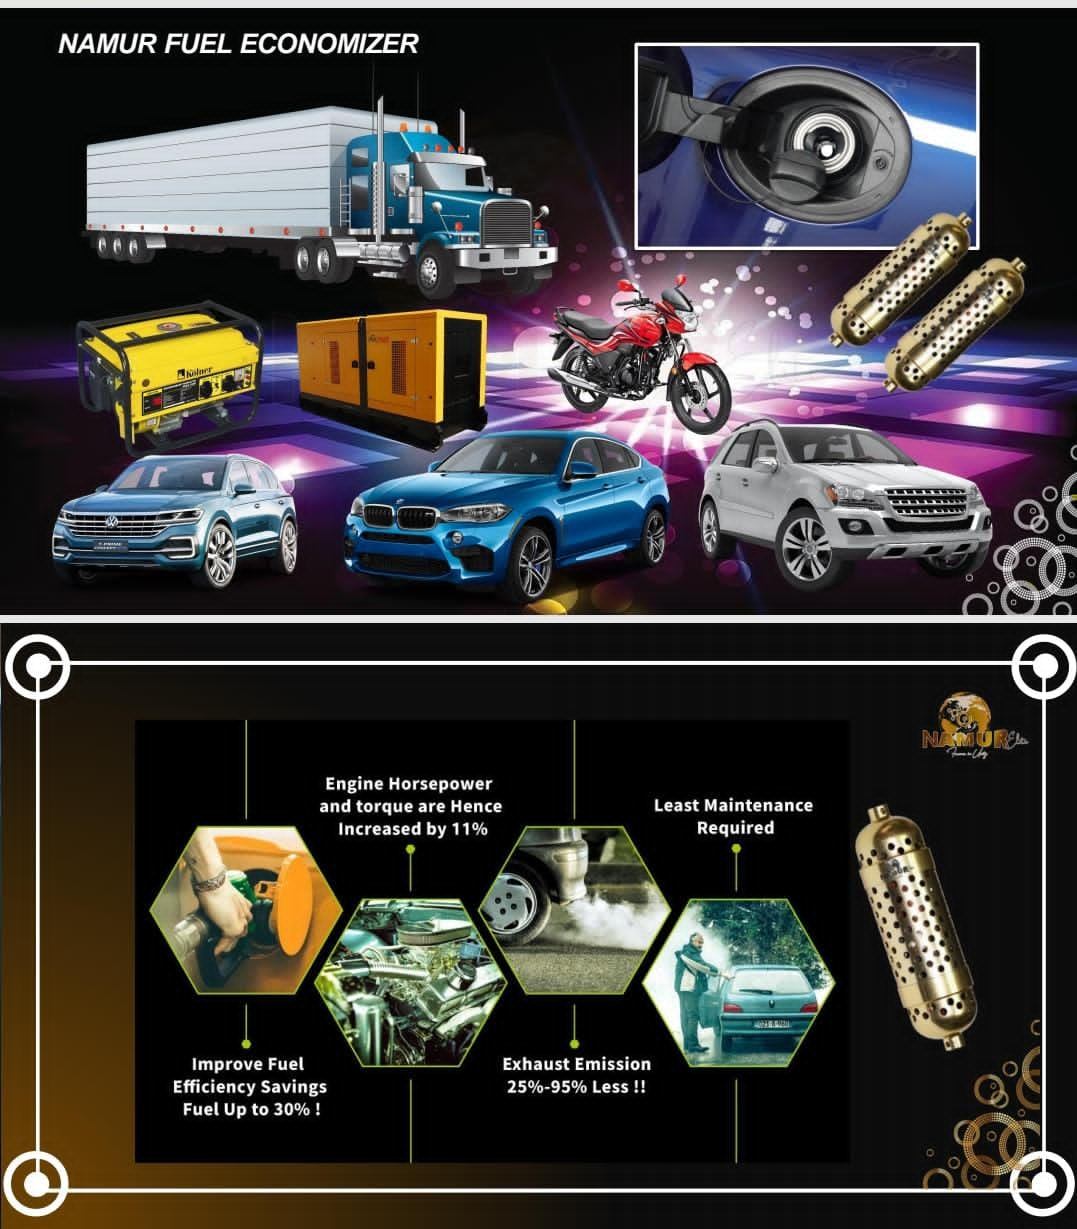 NAMUR FUEL ECONOMIZER
Kölner
Engine Horsepower
and torque are Hence
Increased by 11%
Least Maintenance
Required
Improve Fuel
Efficiency Savings
Fuel Up to 30% !
Exhaust Emission
25%-95% Less !!
NAMUR Elite